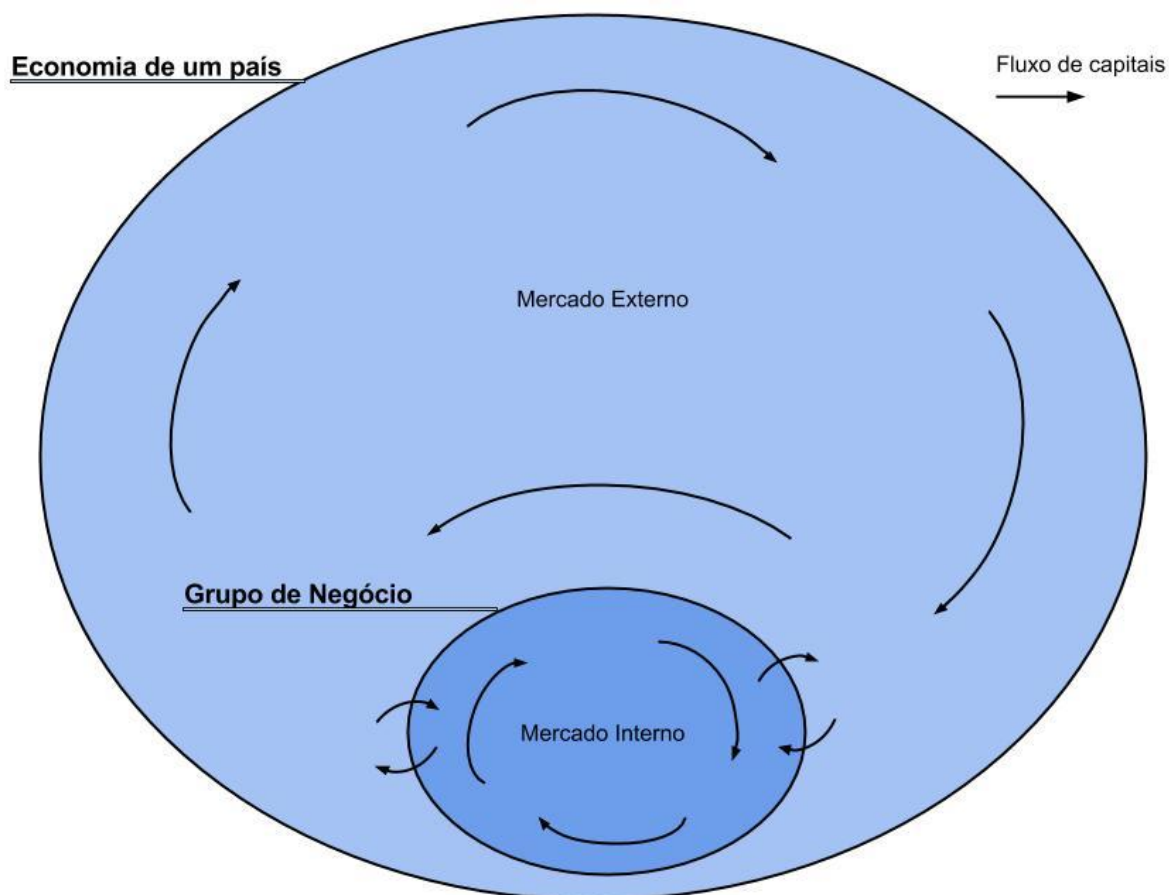 Economia de um país
Fluxo de capitais
Mercado Externo
Grupo de Negócio
Mercado Interno